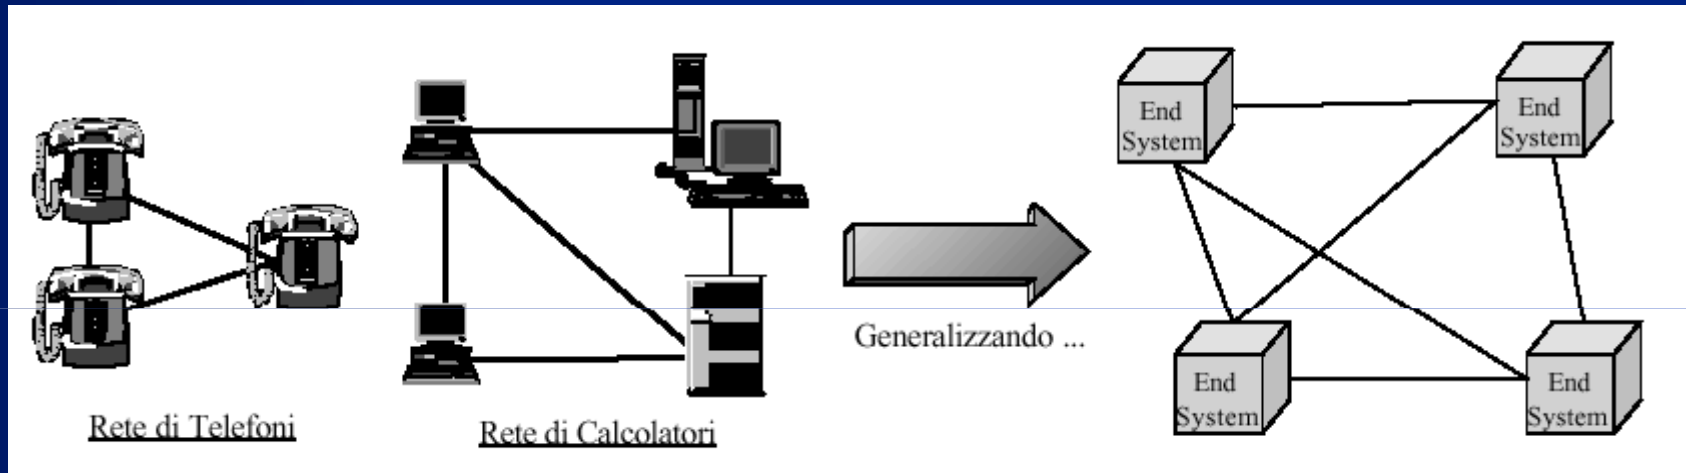 Rete di Telefoni
Rete di Calcolatori
Generalizzando ...
End
System
End
System
End
System
End
System